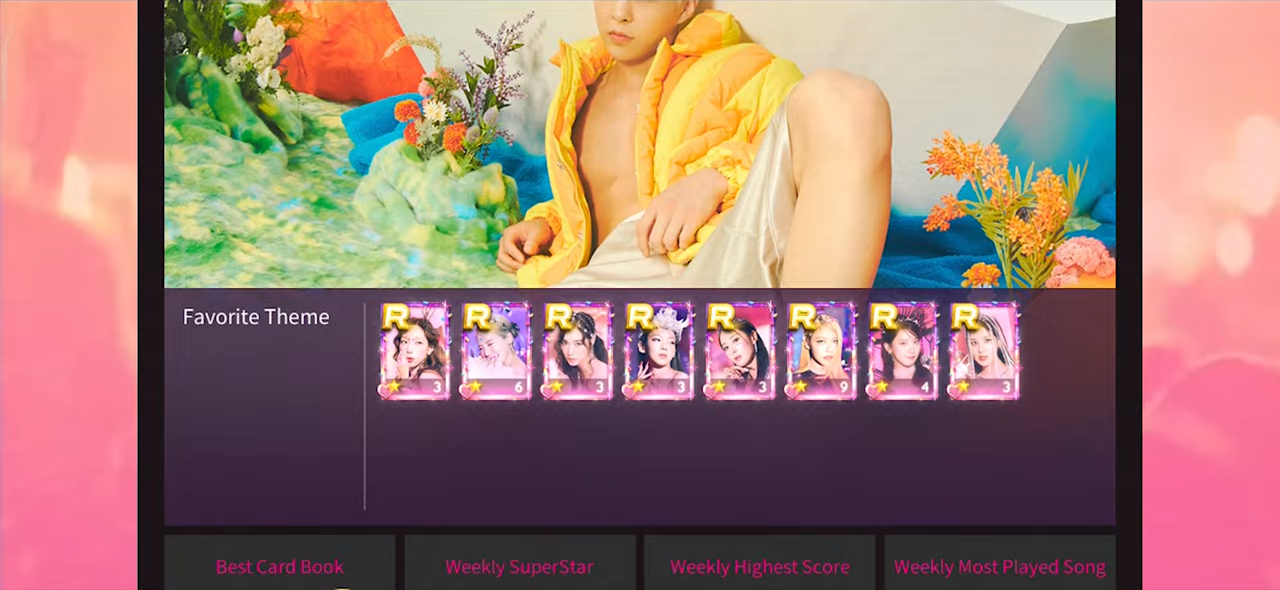 Favorite Theme
R R R R R R R R
3 6 3 3 3 9 4 3
Best Card Book
Weekly SuperStar
Weekly Highest Score
Weekly Most Played Song